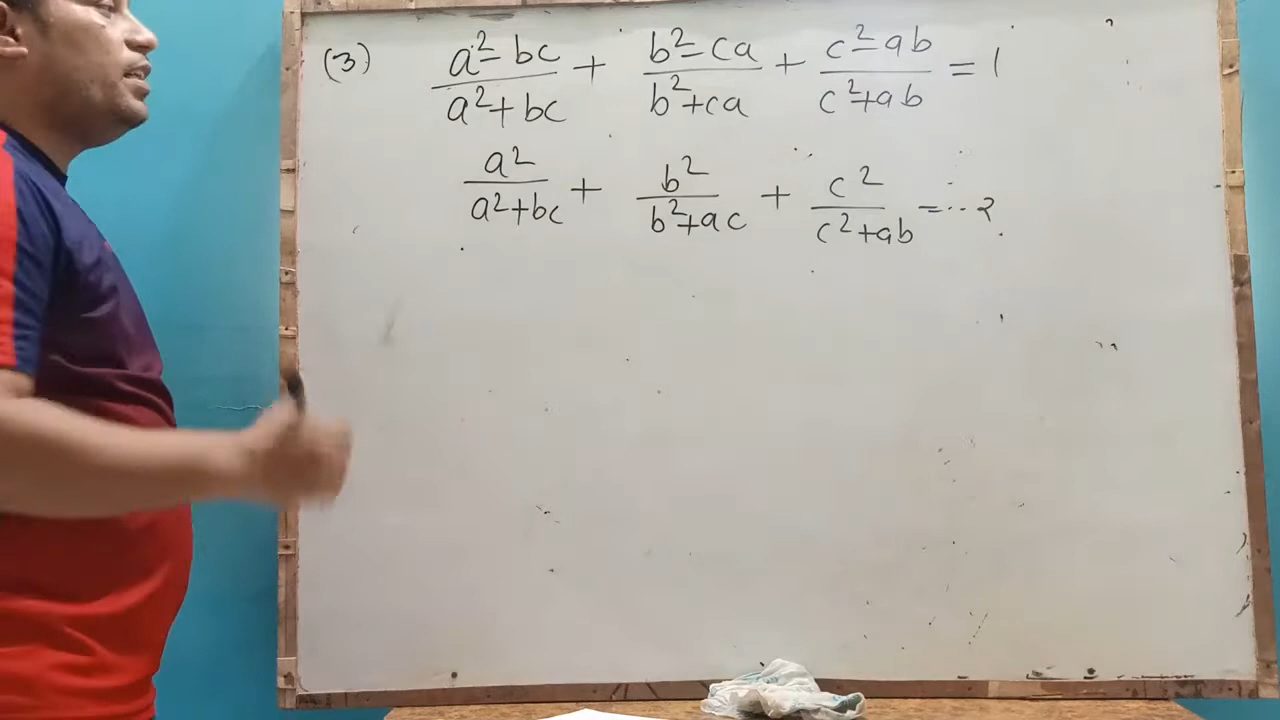 (3) a²-bc/a²+bc + b²-ca/b²+ca + c²-ab/c²+ab = 1
a²/a²+bc + b²/b²+ac + c²/c²+ab = ...?